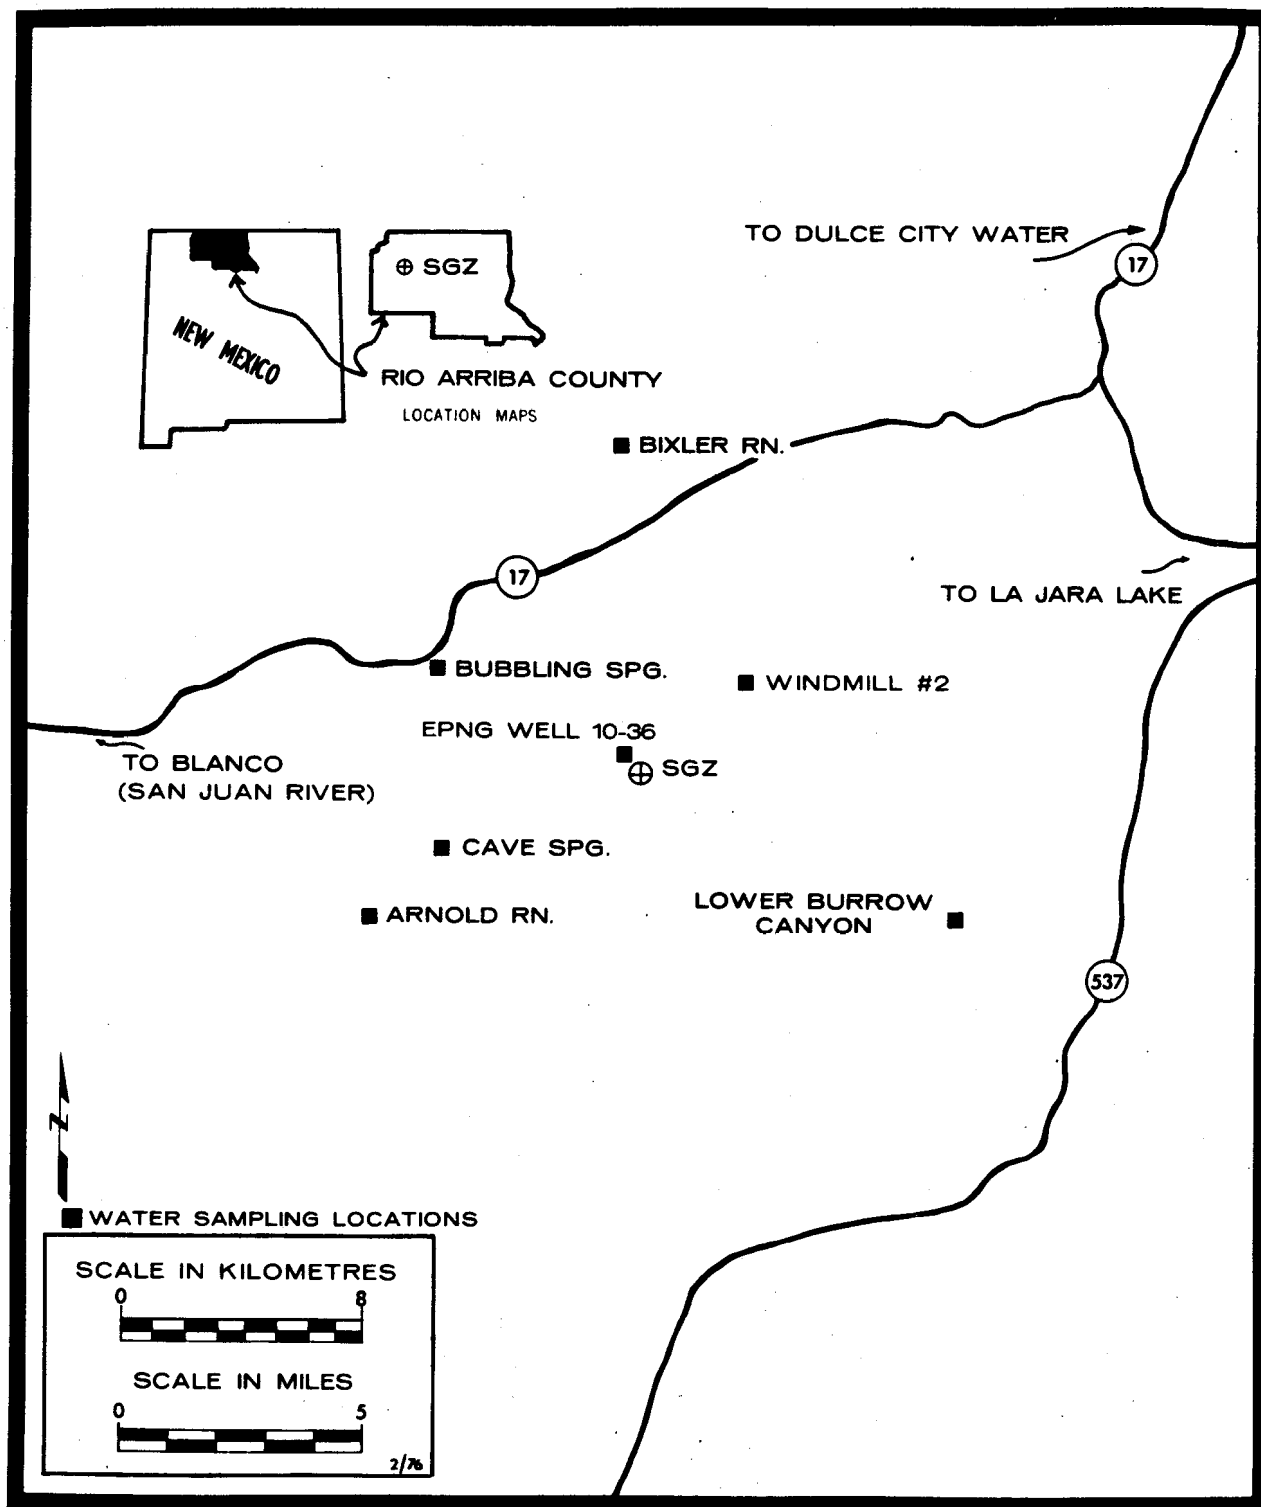 TO DULCE CITY WATER
17
⊕ SGZ
NEW MEXICO
RIO ARRIBA COUNTY
LOCATION MAPS
BIXLER RN.
17
TO LA JARA LAKE
BUBBLING SPG.
WINDMILL #2
EPNG WELL 10-36
SGZ
TO BLANCO
(SAN JUAN RIVER)
CAVE SPG.
ARNOLD RN.
LOWER BURROW
CANYON
537
N
WATER SAMPLING LOCATIONS
SCALE IN KILOMETRES
0 8
SCALE IN MILES
0 5
2/76